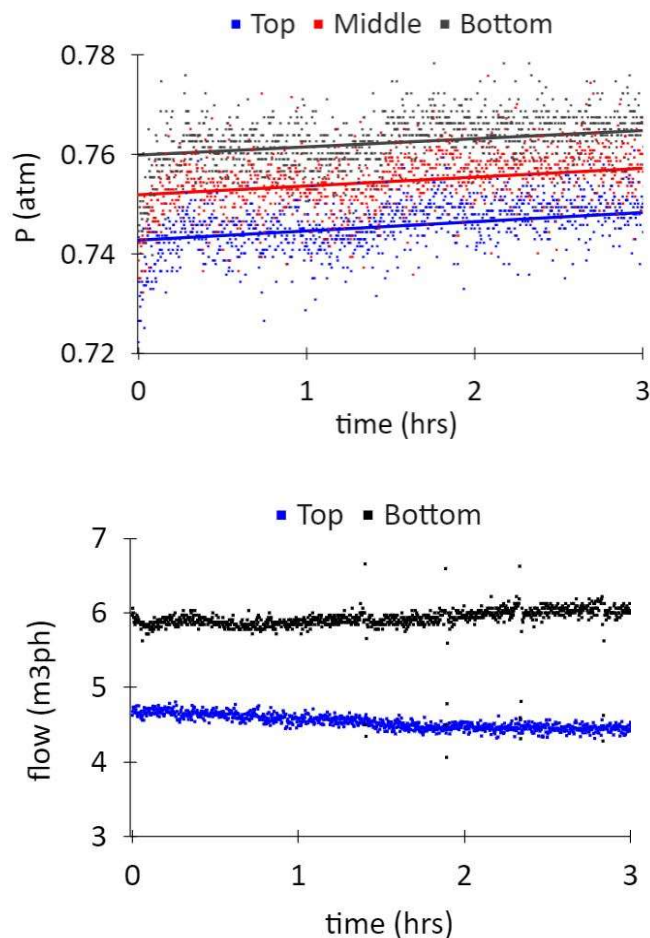 Top Middle Bottom
0.78
0.76
0.74
0.72
P (atm)
0 1 2 3
time (hrs)
Top Bottom
7
6
5
4
3
flow (m3ph)
0 1 2 3
time (hrs)